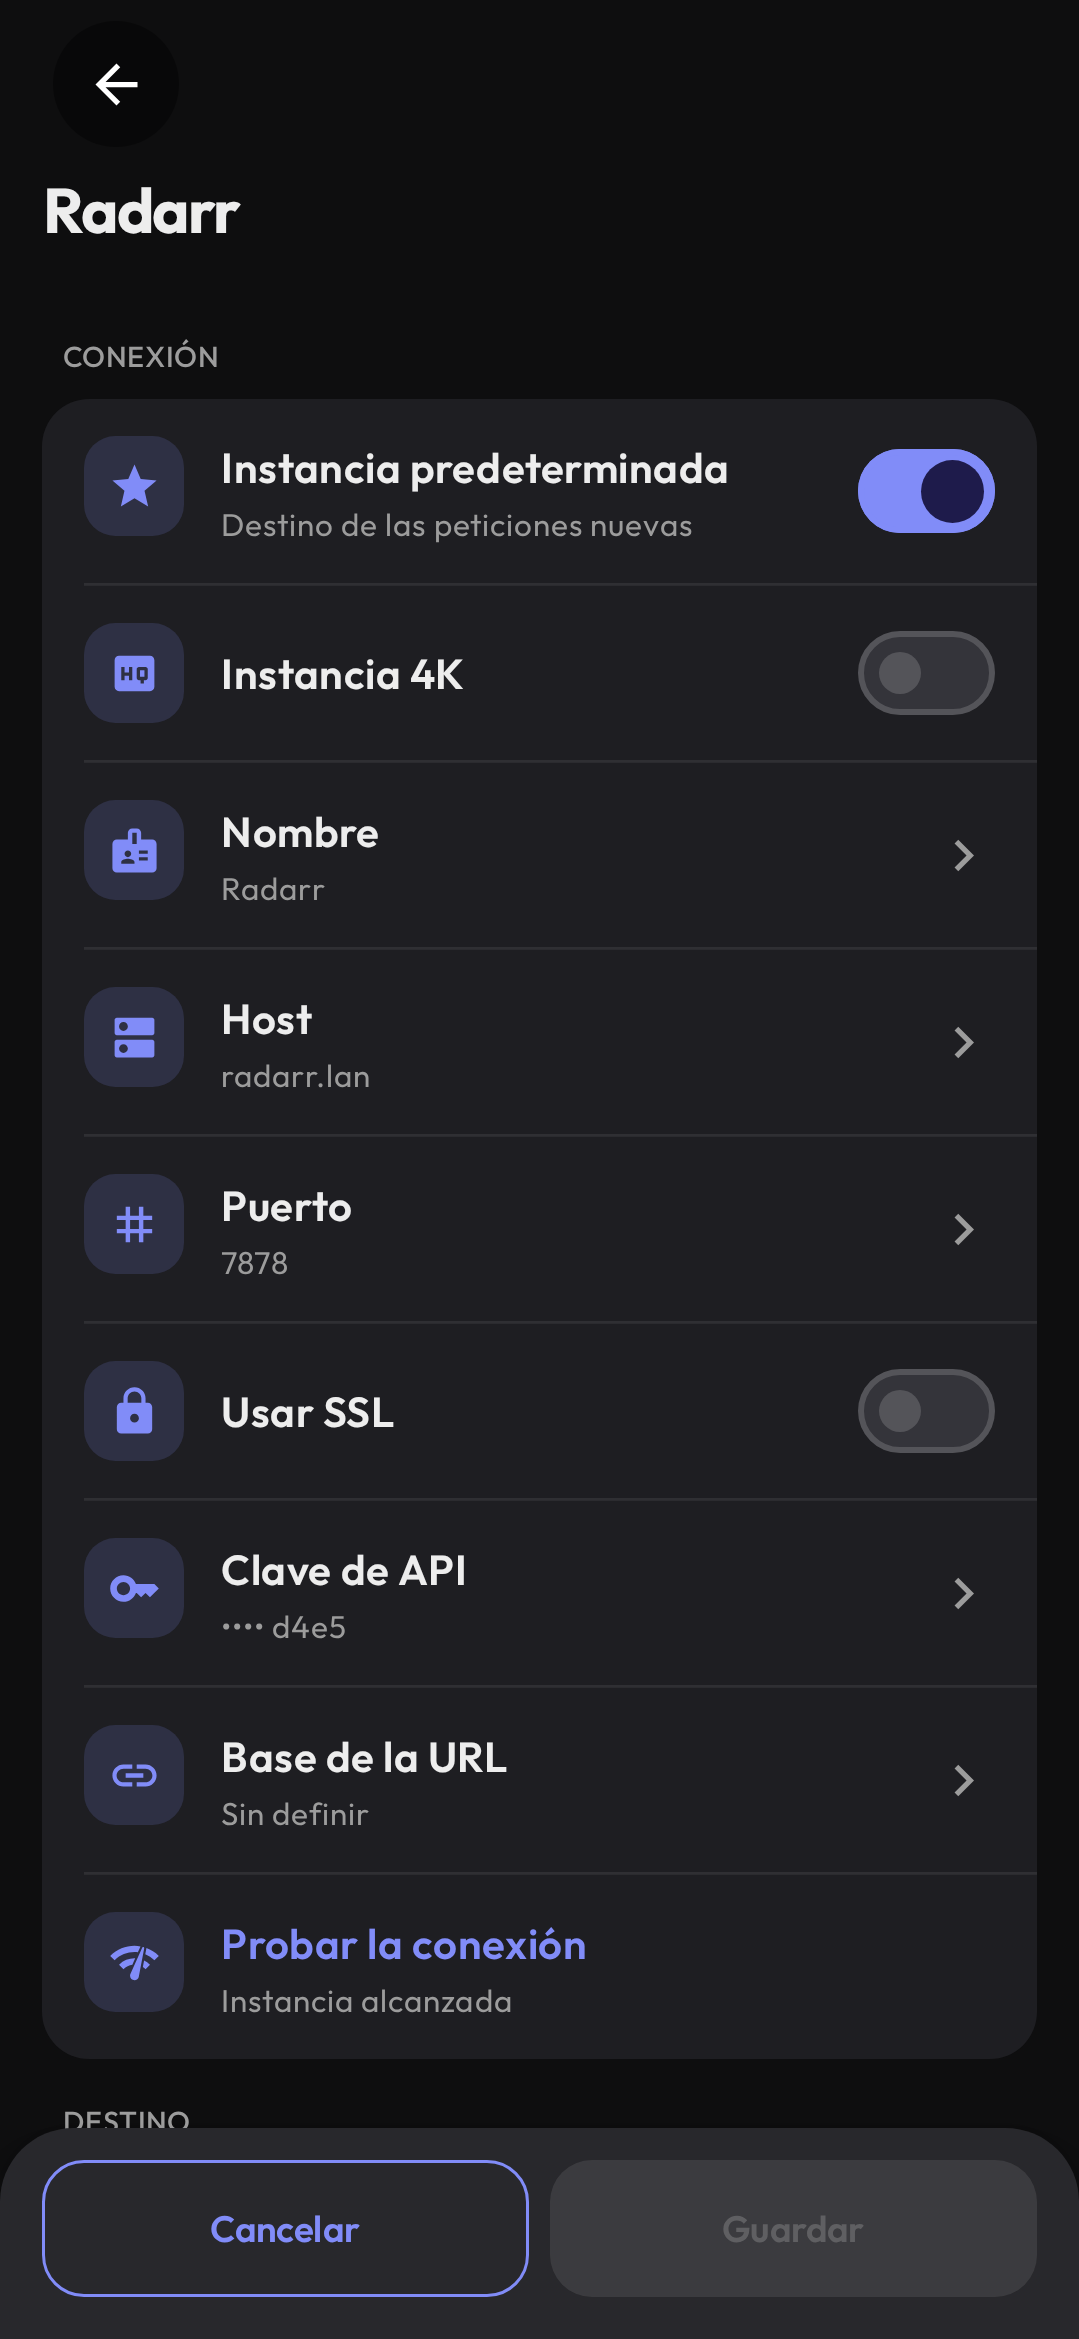 Radarr
CONEXIÓN
Instancia predeterminada
Destino de las peticiones nuevas
HQ
Instancia 4K
Nombre
Radarr
Host
radarr.lan
Puerto
7878
Usar SSL
Clave de API
•••• d4e5
Base de la URL
Sin definir
Probar la conexión
Instancia alcanzada
DESTINO
Cancelar
Guardar